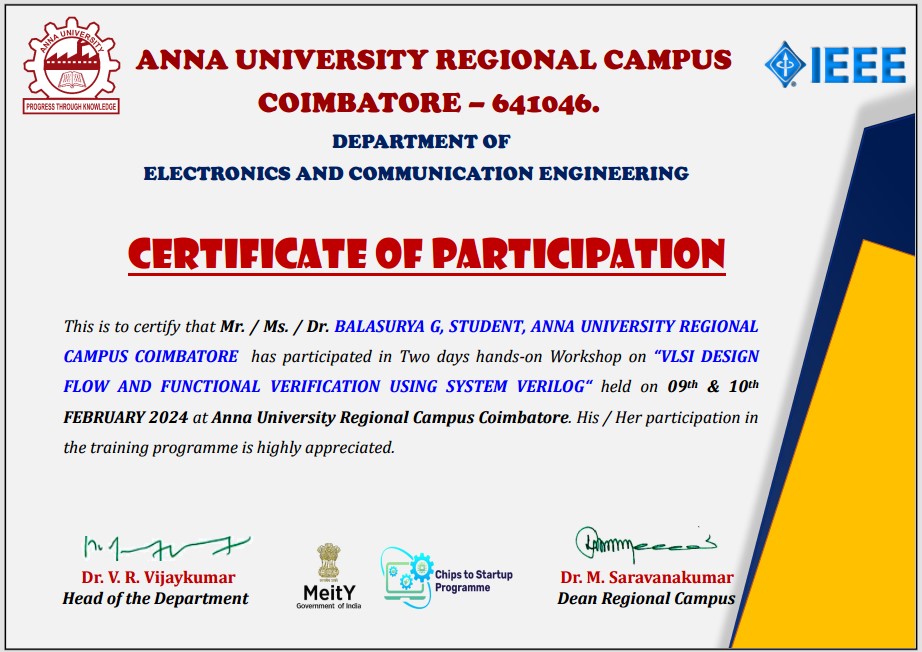 ANNA UNIVERSITY
PROGRESS THROUGH KNOWLEDGE
ANNA UNIVERSITY REGIONAL CAMPUS
COIMBATORE – 641046.
IEEE
DEPARTMENT OF
ELECTRONICS AND COMMUNICATION ENGINEERING
CERTIFICATE OF PARTICIPATION
This is to certify that Mr. / Ms. / Dr. BALASURYA G, STUDENT, ANNA UNIVERSITY REGIONAL
CAMPUS COIMBATORE has participated in Two days hands-on Workshop on “VLSI DESIGN
FLOW AND FUNCTIONAL VERIFICATION USING SYSTEM VERILOG“ held on 09th & 10th
FEBRUARY 2024 at Anna University Regional Campus Coimbatore. His / Her participation in
the training programme is highly appreciated.
Dr. V. R. Vijaykumar
Head of the Department
MeitY
Government of India
Chips to Startup
Programme
Dr. M. Saravanakumar
Dean Regional Campus